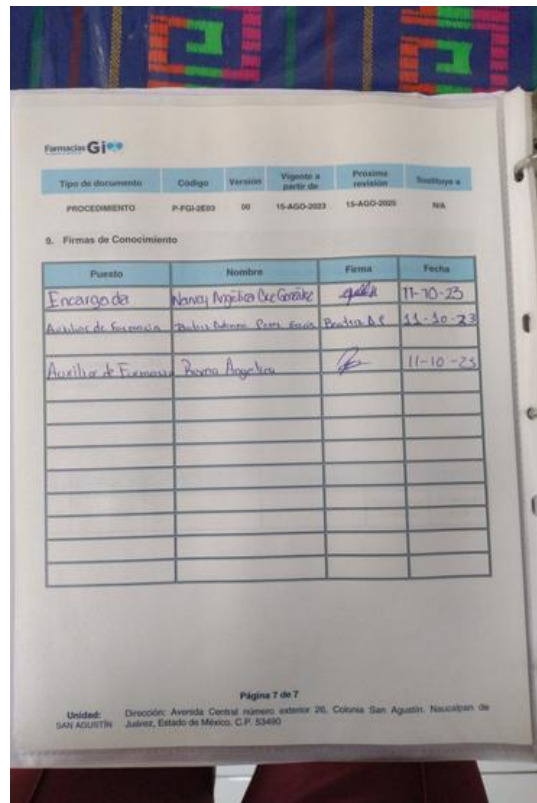 Farmacias Gi
Tipo de documento Código Versión Vigente a partir de Próxima revisión Sustituye a
PROCEDIMIENTO P-FGI-2E03 00 15-AGO-2023 15-AGO-2025 N/A
9. Firmas de Conocimiento
Puesto Nombre Firma Fecha
Encargada Nancy Angélica González 11-10-23
Auxiliar de Farmacia Beatriz 11-10-23
Auxiliar de Farmacia Reyna Angelica 11-10-23
Página 7 de 7
Unidad: Dirección: Avenida Central número exterior 26, Colonia San Agustín. Naucalpan de
SAN AGUSTÍN Juárez, Estado de México. C.P. 53490